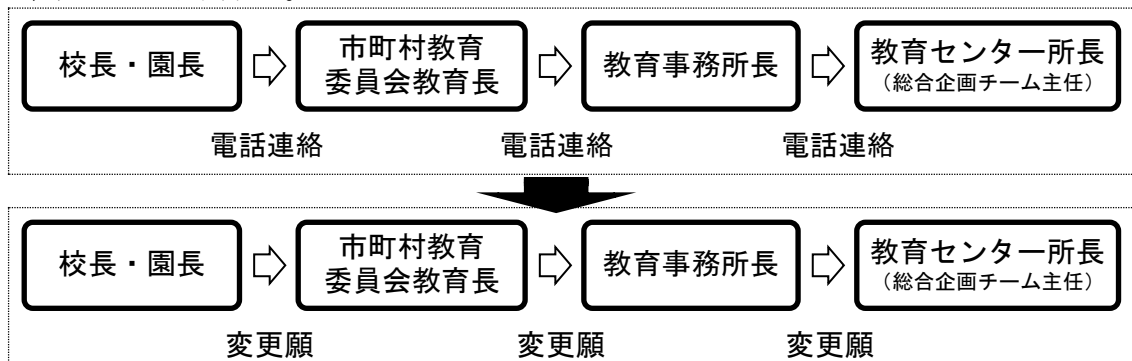 校長・園長
市町村教育
委員会教育長
教育事務所長
教育センター所長
（総合企画チーム主任）
電話連絡
電話連絡
電話連絡
校長・園長
市町村教育
委員会教育長
教育事務所長
教育センター所長
（総合企画チーム主任）
変更願
変更願
変更願